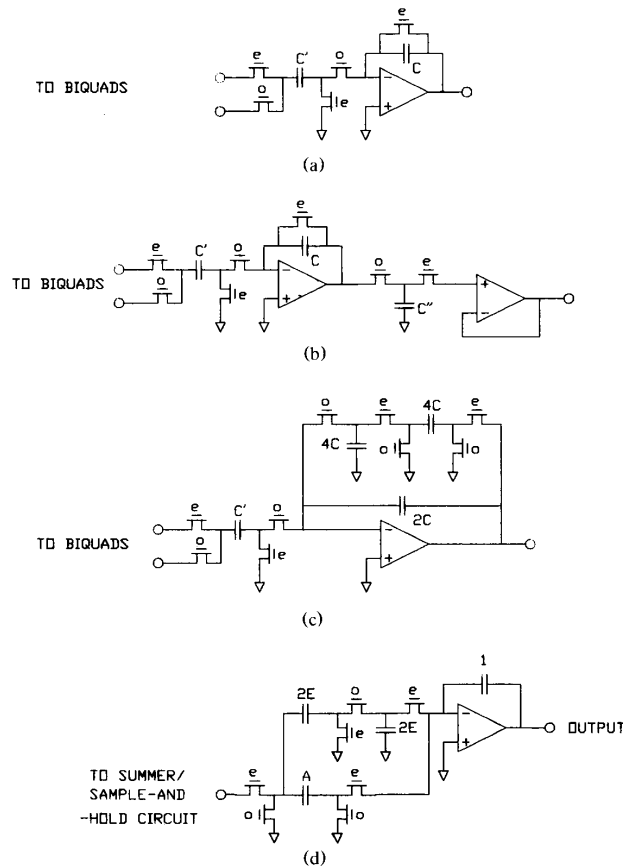 e
C'
o
e
C
TO BIQUADS
o
e
− +
(a)
e
C'
o
e
C
o
e
TO BIQUADS
o
e
− +
C''
+ −
(b)
o
e
4C
e
4C
o
o
2C
e
C'
o
TO BIQUADS
o
e
− +
(c)
1
2E
o
e
e
2E
− +
OUTPUT
TO SUMMER/
SAMPLE-AND
-HOLD CIRCUIT
e
o
A
e
o
(d)